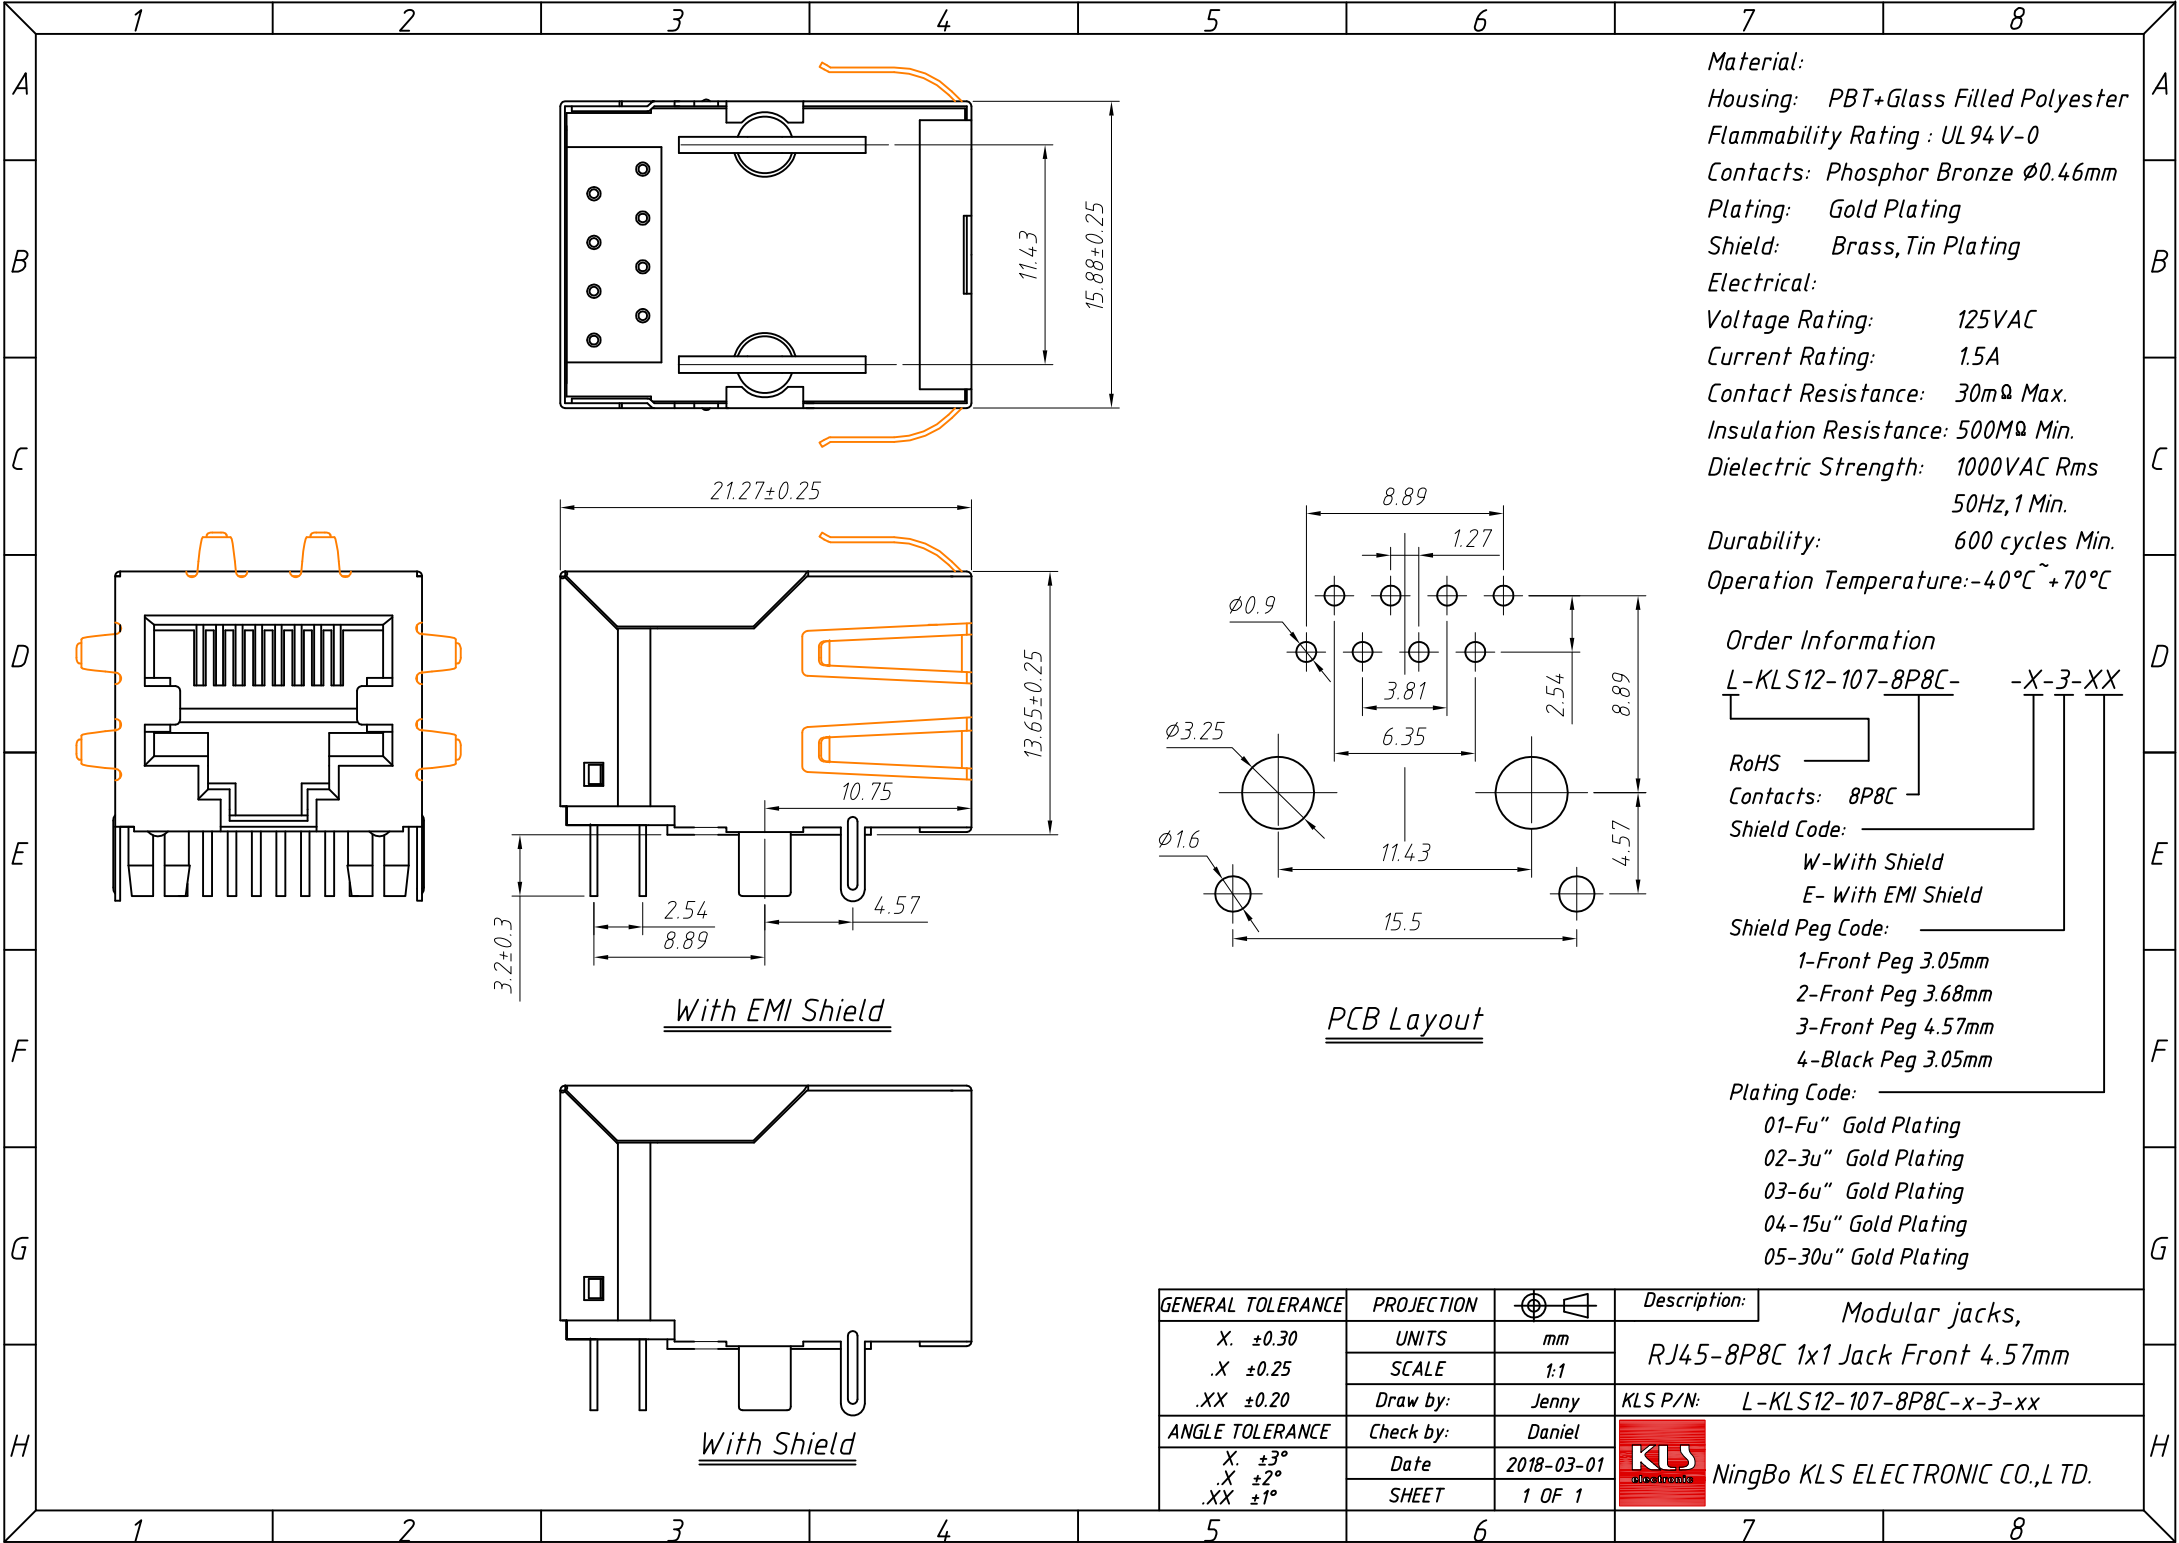 1 2 3 4 5 6 7 8
A A
B B
C C
D D
E E
F F
G G
H H
11.43
15.88±0.25
21.27±0.25
13.65±0.25
10.75
3.2±0.3
2.54
8.89
4.57
With EMI Shield
With Shield
8.89
1.27
Ø0.9
3.81
6.35
2.54
8.89
Ø3.25
Ø1.6
11.43
4.57
15.5
PCB Layout
Material:
Housing: PBT+Glass Filled Polyester
Flammability Rating : UL94V-0
Contacts: Phosphor Bronze Ø0.46mm
Plating: Gold Plating
Shield: Brass,Tin Plating
Electrical:
Voltage Rating: 125VAC
Current Rating: 1.5A
Contact Resistance: 30mΩ Max.
Insulation Resistance: 500MΩ Min.
Dielectric Strength: 1000VAC Rms
50Hz,1 Min.
Durability: 600 cycles Min.
Operation Temperature:-40°C~+70°C
Order Information
L-KLS12-107-8P8C- -X-3-XX
RoHS
Contacts: 8P8C
Shield Code:
W-With Shield
E- With EMI Shield
Shield Peg Code:
1-Front Peg 3.05mm
2-Front Peg 3.68mm
3-Front Peg 4.57mm
4-Black Peg 3.05mm
Plating Code:
01-Fu" Gold Plating
02-3u" Gold Plating
03-6u" Gold Plating
04-15u" Gold Plating
05-30u" Gold Plating
GENERAL TOLERANCE
X. ±0.30
.X ±0.25
.XX ±0.20
ANGLE TOLERANCE
X. ±3°
.X ±2°
.XX ±1°
PROJECTION
UNITS mm
SCALE 1:1
Draw by: Jenny
Check by: Daniel
Date 2018-03-01
SHEET 1 OF 1
Description: Modular jacks,
RJ45-8P8C 1x1 Jack Front 4.57mm
KLS P/N: L-KLS12-107-8P8C-x-3-xx
KLS
electronic
NingBo KLS ELECTRONIC CO.,LTD.
1 2 3 4 5 6 7 8